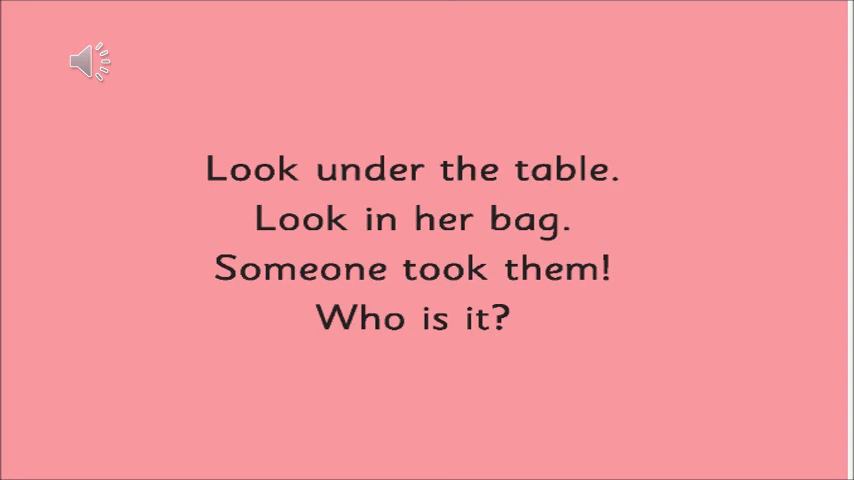 Look under the table.
Look in her bag.
Someone took them!
Who is it?